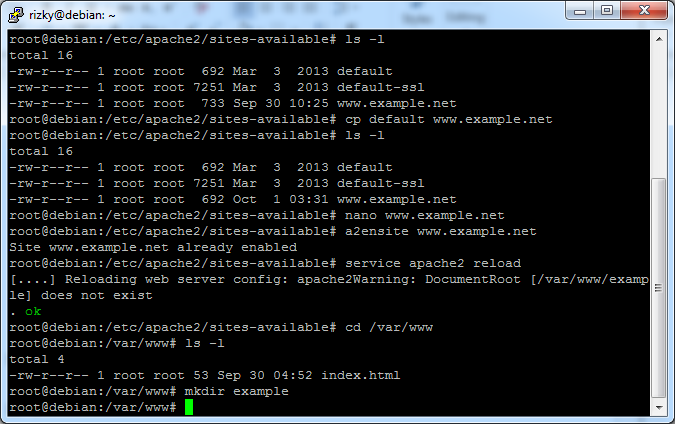 rizky@debian: ~
root@debian:/etc/apache2/sites-available# ls -l
total 16
-rw-r--r-- 1 root root  692 Mar  3  2013 default
-rw-r--r-- 1 root root 7251 Mar  3  2013 default-ssl
-rw-r--r-- 1 root root  733 Sep 30 10:25 www.example.net
root@debian:/etc/apache2/sites-available# cp default www.example.net
root@debian:/etc/apache2/sites-available# ls -l
total 16
-rw-r--r-- 1 root root  692 Mar  3  2013 default
-rw-r--r-- 1 root root 7251 Mar  3  2013 default-ssl
-rw-r--r-- 1 root root  692 Oct  1 03:31 www.example.net
root@debian:/etc/apache2/sites-available# nano www.example.net
root@debian:/etc/apache2/sites-available# a2ensite www.example.net
Site www.example.net already enabled
root@debian:/etc/apache2/sites-available# service apache2 reload
[....] Reloading web server config: apache2Warning: DocumentRoot [/var/www/examp
le] does not exist
. ok
root@debian:/etc/apache2/sites-available# cd /var/www
root@debian:/var/www# ls -l
total 4
-rw-r--r-- 1 root root 53 Sep 30 04:52 index.html
root@debian:/var/www# mkdir example
root@debian:/var/www#